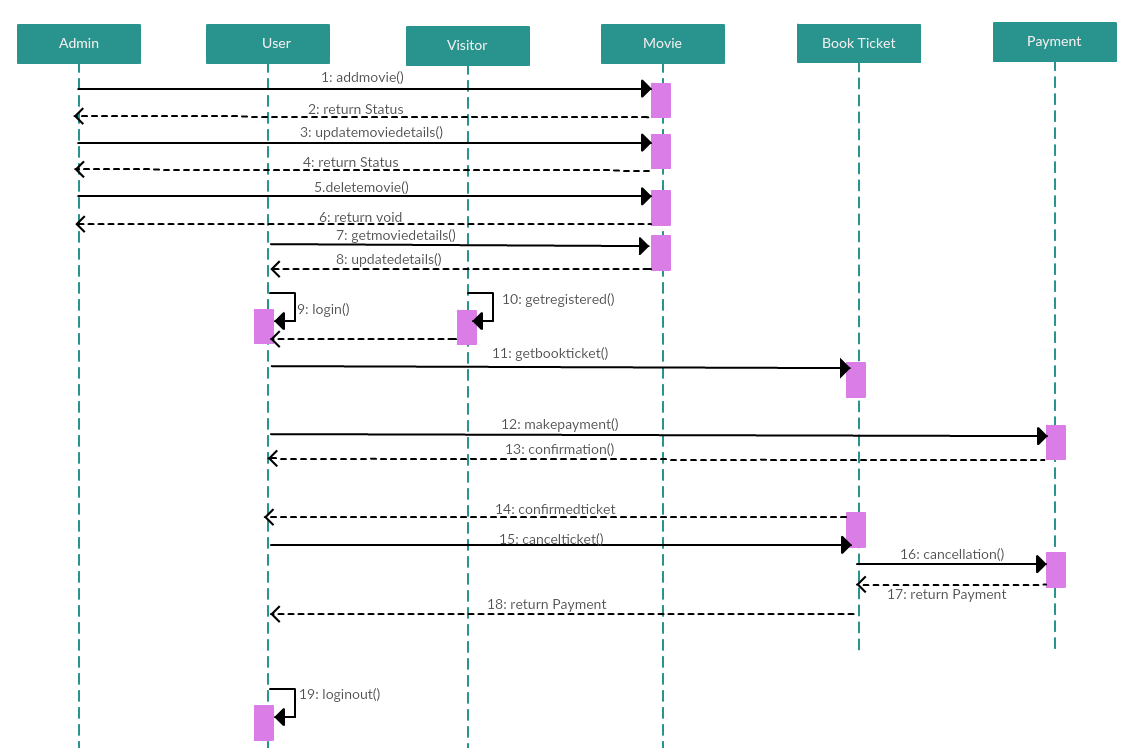 Admin
User
Visitor
Movie
Book Ticket
Payment
1: addmovie()
2: return Status
3: updatemoviedetails()
4: return Status
5.deletemovie()
6: return void
7: getmoviedetails()
8: updatedetails()
9: login()
10: getregistered()
11: getbookticket()
12: makepayment()
13: confirmation()
14: confirmedticket
15: cancelticket()
16: cancellation()
17: return Payment
18: return Payment
19: loginout()